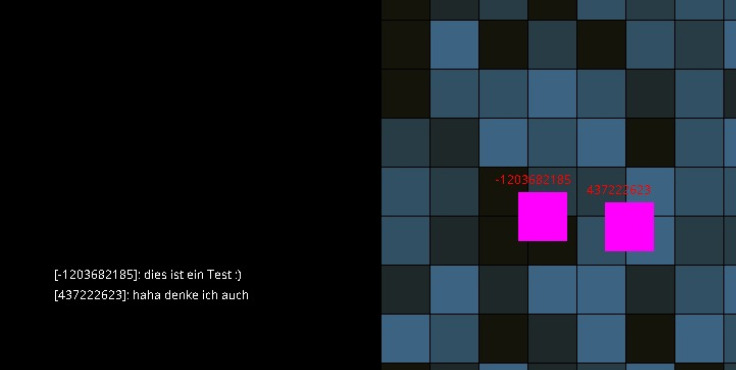 -1203682185
437222623
[-1203682185]: dies ist ein Test :)
[437222623]: haha denke ich auch